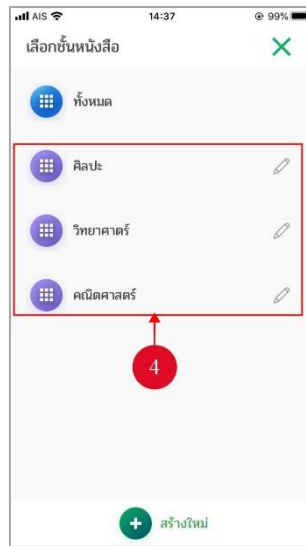 AIS 14:37 99%
เลือกชั้นหนังสือ
ทั้งหมด
ศิลปะ
วิทยาศาตร์
คณิตศาสตร์
4
สร้างใหม่